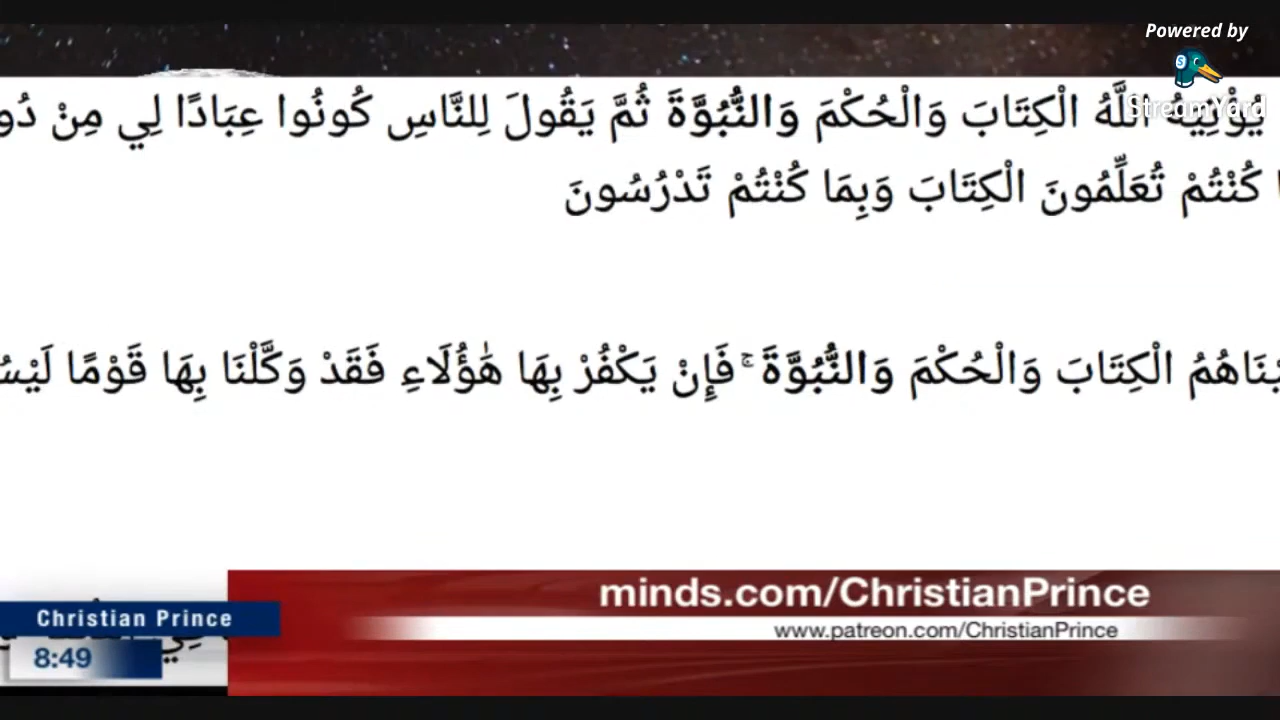 Powered by
StreamYard
يُؤْتِيَهُ اللَّهُ الْكِتَابَ وَالْحُكْمَ وَالنُّبُوَّةَ ثُمَّ يَقُولَ لِلنَّاسِ كُونُوا عِبَادًا لِي مِنْ دُو
كُنْتُمْ تُعَلِّمُونَ الْكِتَابَ وَبِمَا كُنْتُمْ تَدْرُسُونَ
يْنَاهُمُ الْكِتَابَ وَالْحُكْمَ وَالنُّبُوَّةَ ۚ فَإِنْ يَكْفُرْ بِهَا هَٰؤُلَاءِ فَقَدْ وَكَّلْنَا بِهَا قَوْمًا لَيْسُ
minds.com/ChristianPrince
www.patreon.com/ChristianPrince
Christian Prince
8:49